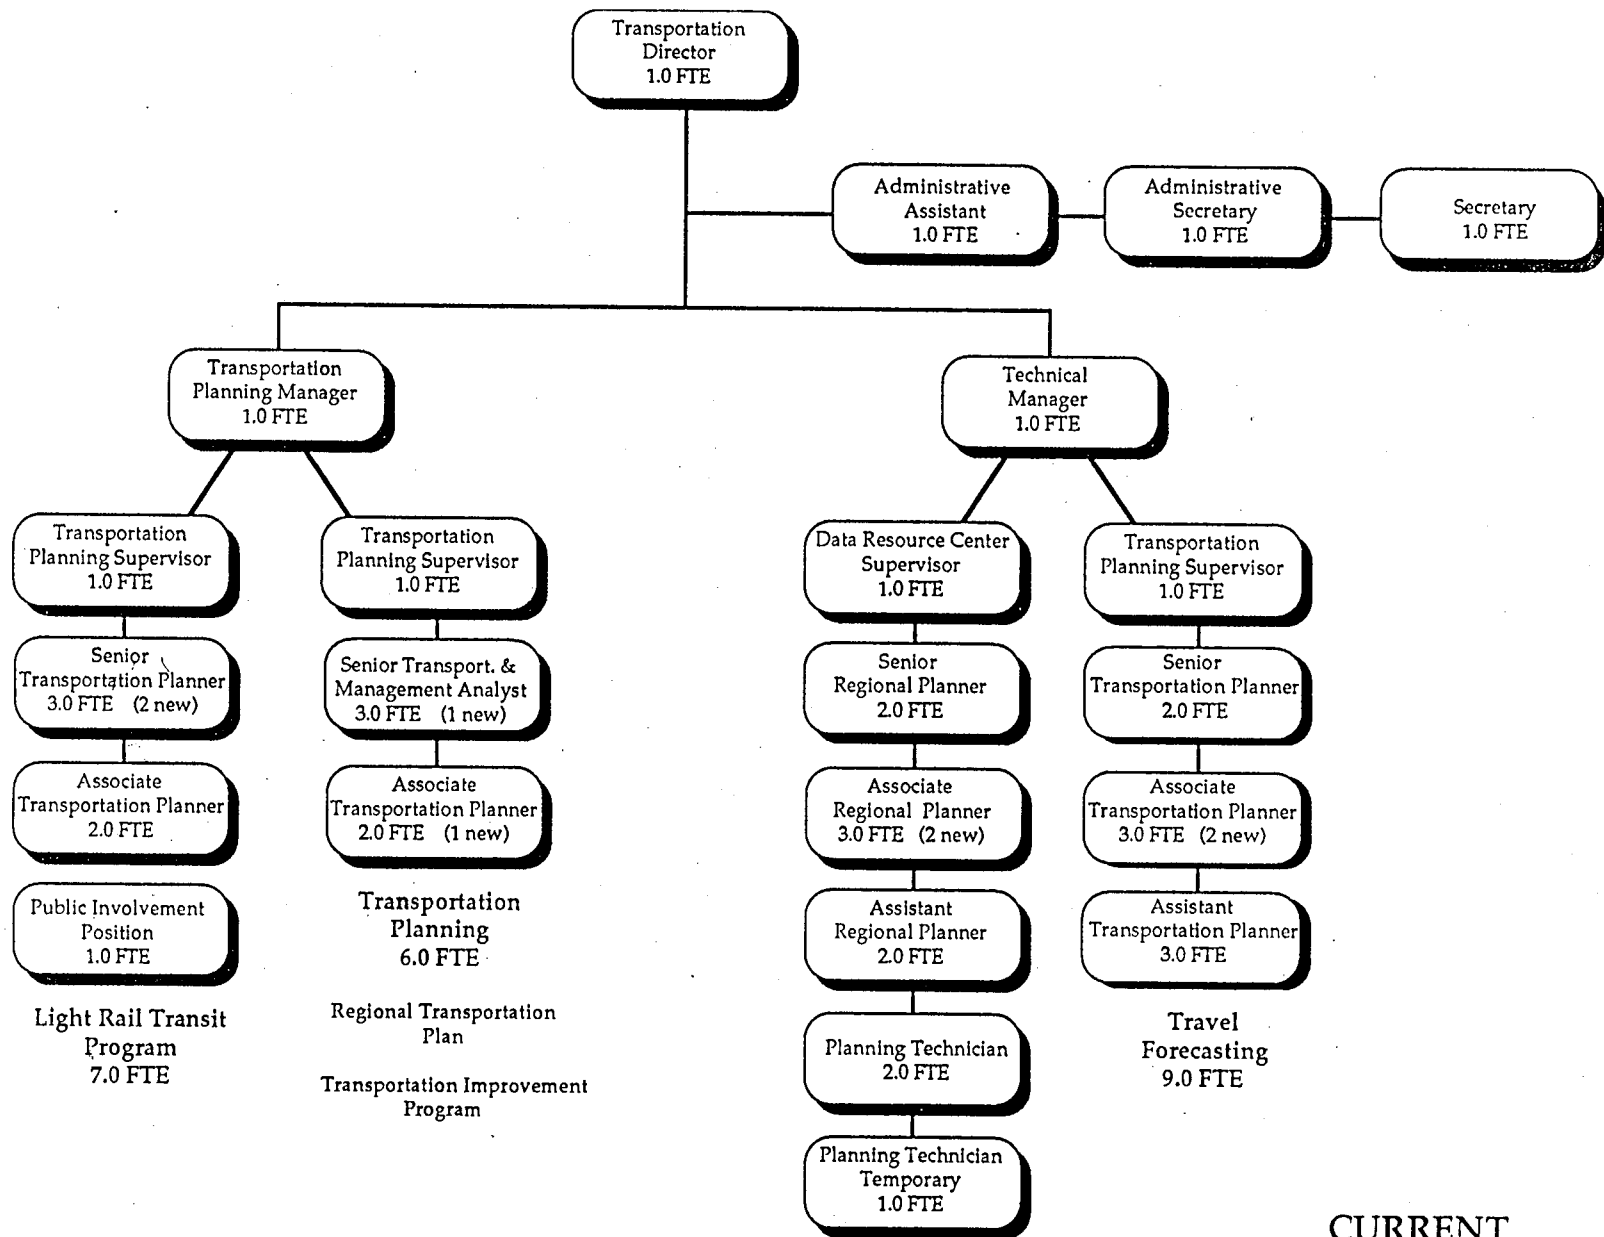 Transportation
Director
1.0 FTE
Administrative
Assistant
1.0 FTE
Administrative
Secretary
1.0 FTE
Secretary
1.0 FTE
Transportation
Planning Manager
1.0 FTE
Technical
Manager
1.0 FTE
Transportation
Planning Supervisor
1.0 FTE
Senior
Transportation Planner
3.0 FTE (2 new)
Associate
Transportation Planner
2.0 FTE
Public Involvement
Position
1.0 FTE
Light Rail Transit
Program
7.0 FTE
Transportation
Planning Supervisor
1.0 FTE
Senior Transport. &
Management Analyst
3.0 FTE (1 new)
Associate
Transportation Planner
2.0 FTE (1 new)
Transportation
Planning
6.0 FTE
Regional Transportation
Plan
Transportation Improvement
Program
Data Resource Center
Supervisor
1.0 FTE
Senior
Regional Planner
2.0 FTE
Associate
Regional Planner
3.0 FTE (2 new)
Assistant
Regional Planner
2.0 FTE
Planning Technician
2.0 FTE
Planning Technician
Temporary
1.0 FTE
Transportation
Planning Supervisor
1.0 FTE
Senior
Transportation Planner
2.0 FTE
Associate
Transportation Planner
3.0 FTE (2 new)
Assistant
Transportation Planner
3.0 FTE
Travel
Forecasting
9.0 FTE
CURRENT